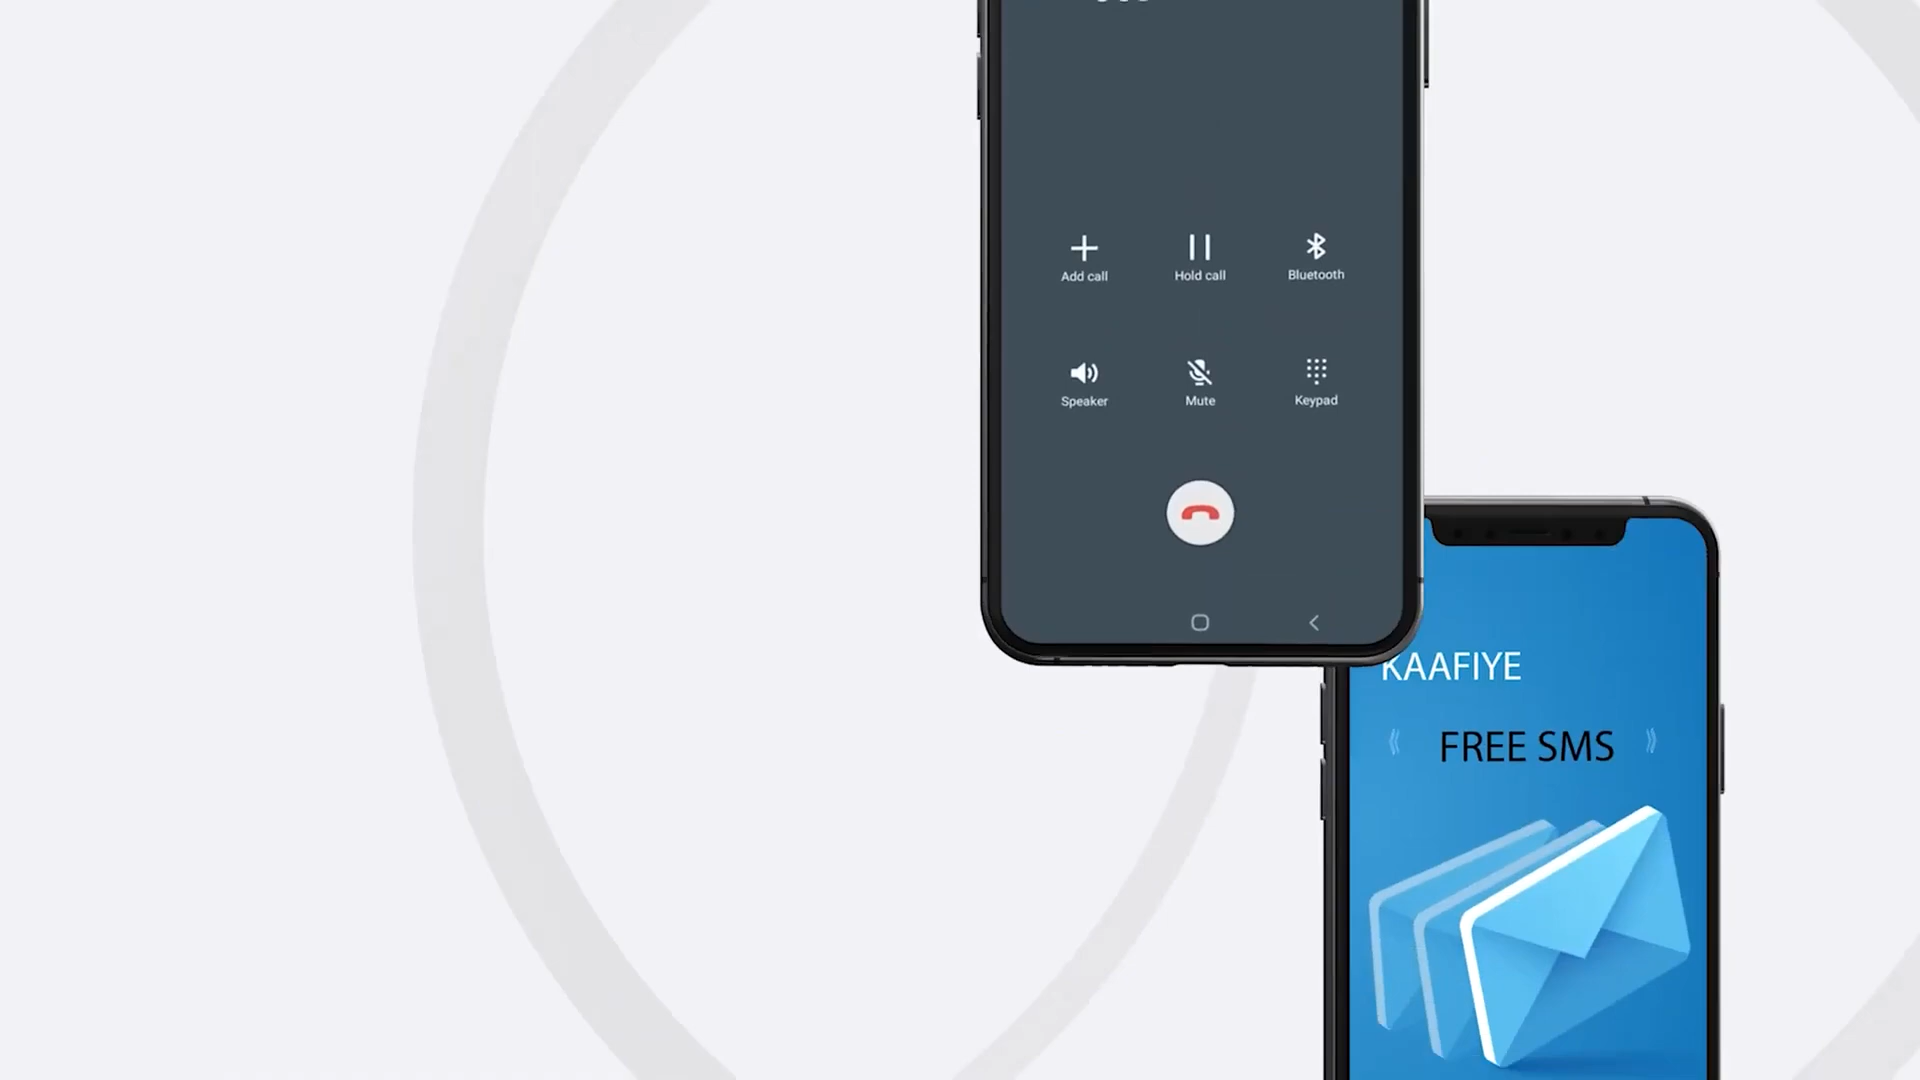 Add call
Hold call
Bluetooth
Speaker
Mute
Keypad
KAAFIYE
FREE SMS